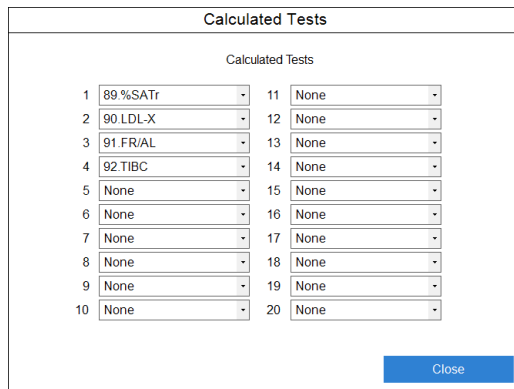 Calculated Tests
Calculated Tests
1 89.%SATr 11 None
2 90.LDL-X 12 None
3 91.FR/AL 13 None
4 92.TIBC 14 None
5 None 15 None
6 None 16 None
7 None 17 None
8 None 18 None
9 None 19 None
10 None 20 None
Close